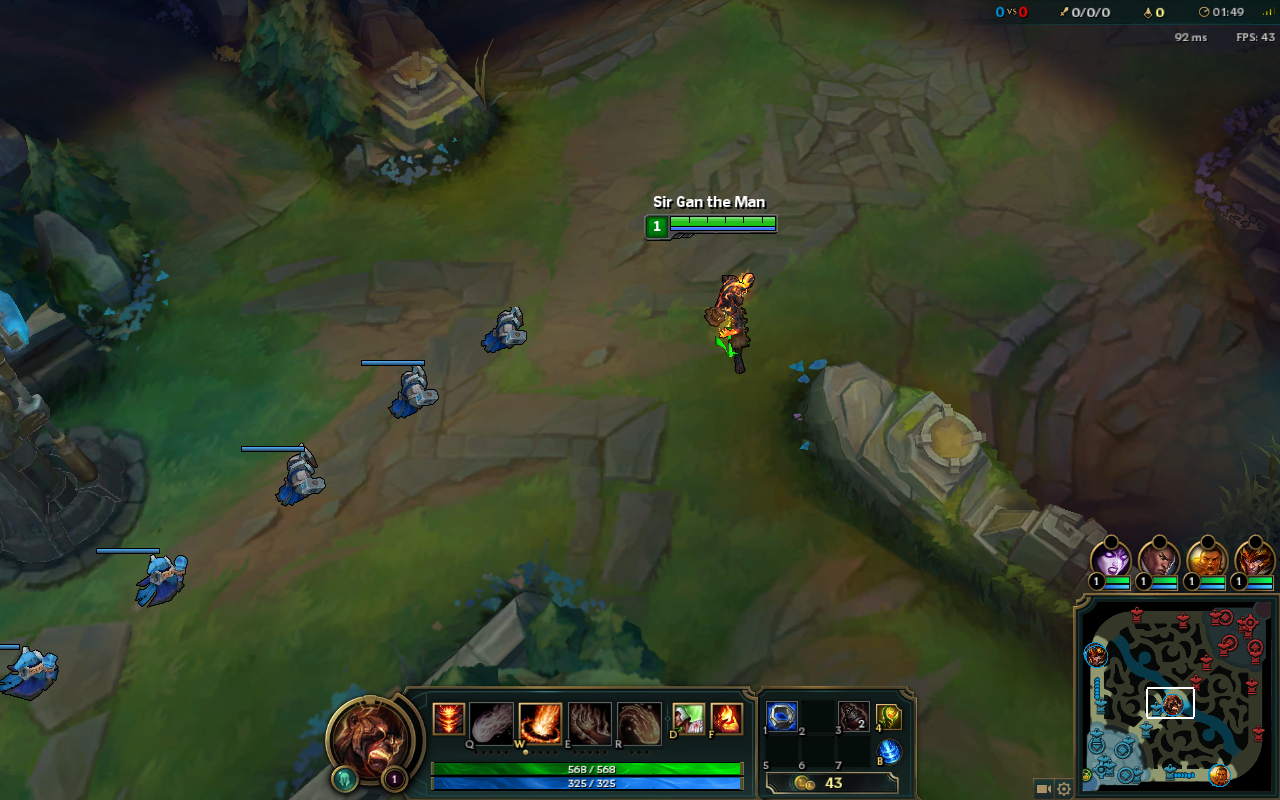 0 vs 0 0/0/0 0 01:49
92 ms FPS: 43
Sir Gan the Man
1
1 1 1 1
Q W E R D F
1 2 3 2 4
568 / 568
325 / 325
5 6 7 B
1
43